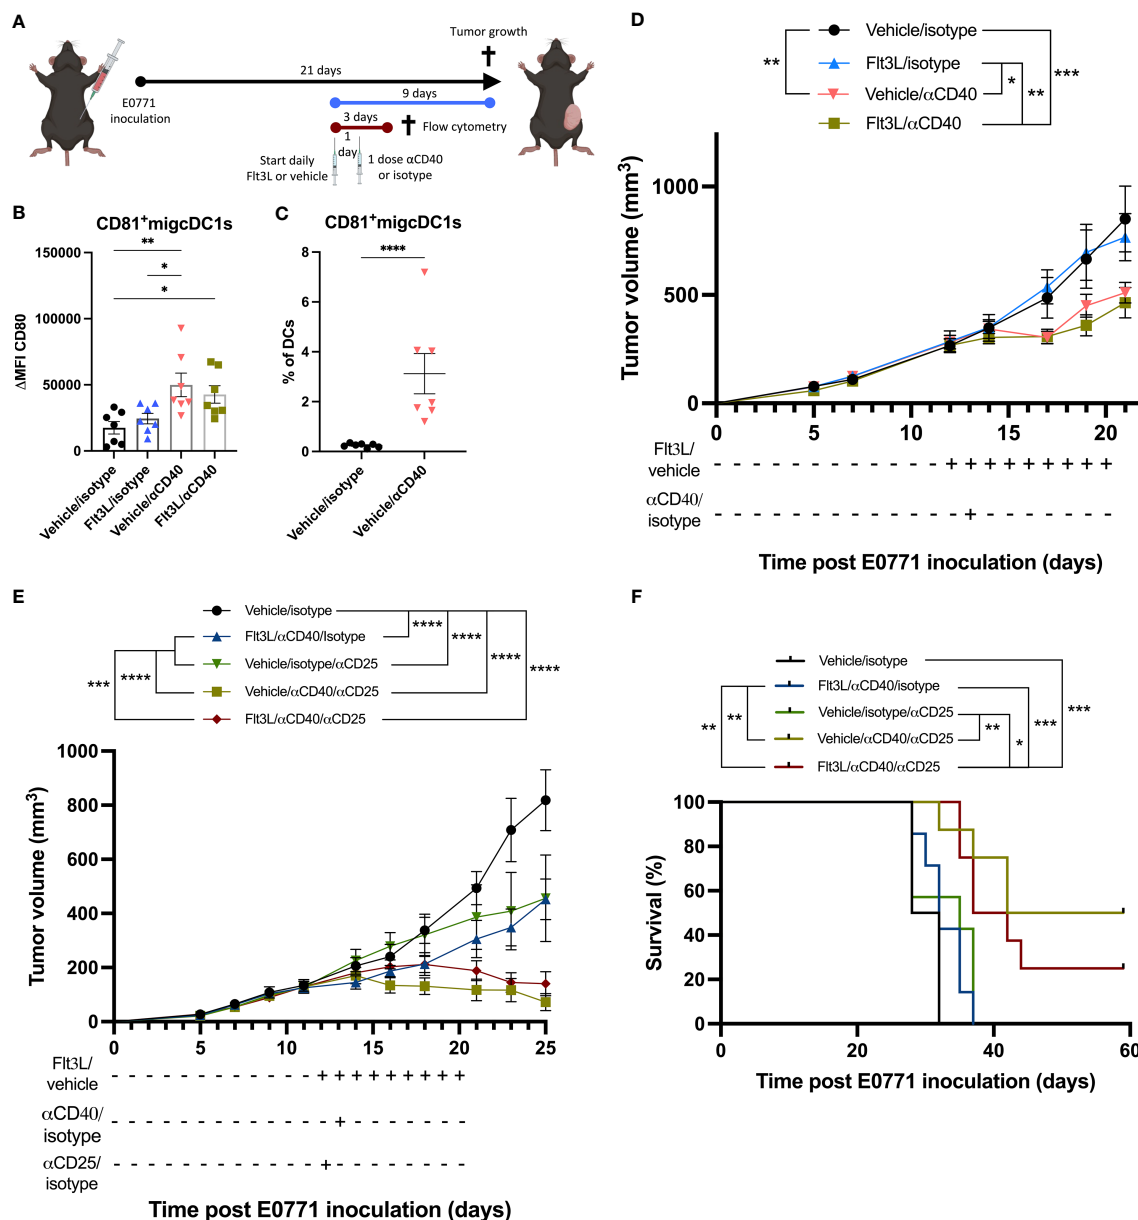 A
Tumor growth
21 days
E0771
inoculation
9 days
3 days
Flow cytometry
1
day
Start daily
Flt3L or vehicle
1 dose αCD40
or isotype
B
CD81+migcDC1s
ΔMFI CD80
150000
100000
50000
0
**
*
*
Vehicle/isotype
Flt3L/isotype
Vehicle/αCD40
Flt3L/αCD40
C
CD81+migcDC1s
% of DCs
8
6
4
2
0
****
Vehicle/isotype
Vehicle/αCD40
D
Vehicle/isotype
Flt3L/isotype
Vehicle/αCD40
Flt3L/αCD40
**
*
**
***
Tumor volume (mm3)
1000
500
0
0 5 10 15 20
Flt3L/
vehicle
- - - - - - - - - - - - + + + + + + + + +
αCD40/
isotype
- - - - - - - - - - - - - + - - - - - - -
Time post E0771 inoculation (days)
E
Vehicle/isotype
Flt3L/αCD40/Isotype
Vehicle/isotype/αCD25
Vehicle/αCD40/αCD25
Flt3L/αCD40/αCD25
*** **** **** **** **** ****
Tumor volume (mm3)
1000
800
600
400
200
0
0 5 10 15 20 25
Flt3L/
vehicle
- - - - - - - - - - - - + + + + + + + + +
αCD40/
isotype
- - - - - - - - - - - - - + - - - - - - -
αCD25/
isotype
- - - - - - - - - - - - + - - - - - - - -
Time post E0771 inoculation (days)
F
Vehicle/isotype
Flt3L/αCD40/isotype
Vehicle/isotype/αCD25
Vehicle/αCD40/αCD25
Flt3L/αCD40/αCD25
** ** ** * *** ***
Survival (%)
100
80
60
40
20
0
0 20 40 60
Time post E0771 inoculation (days)